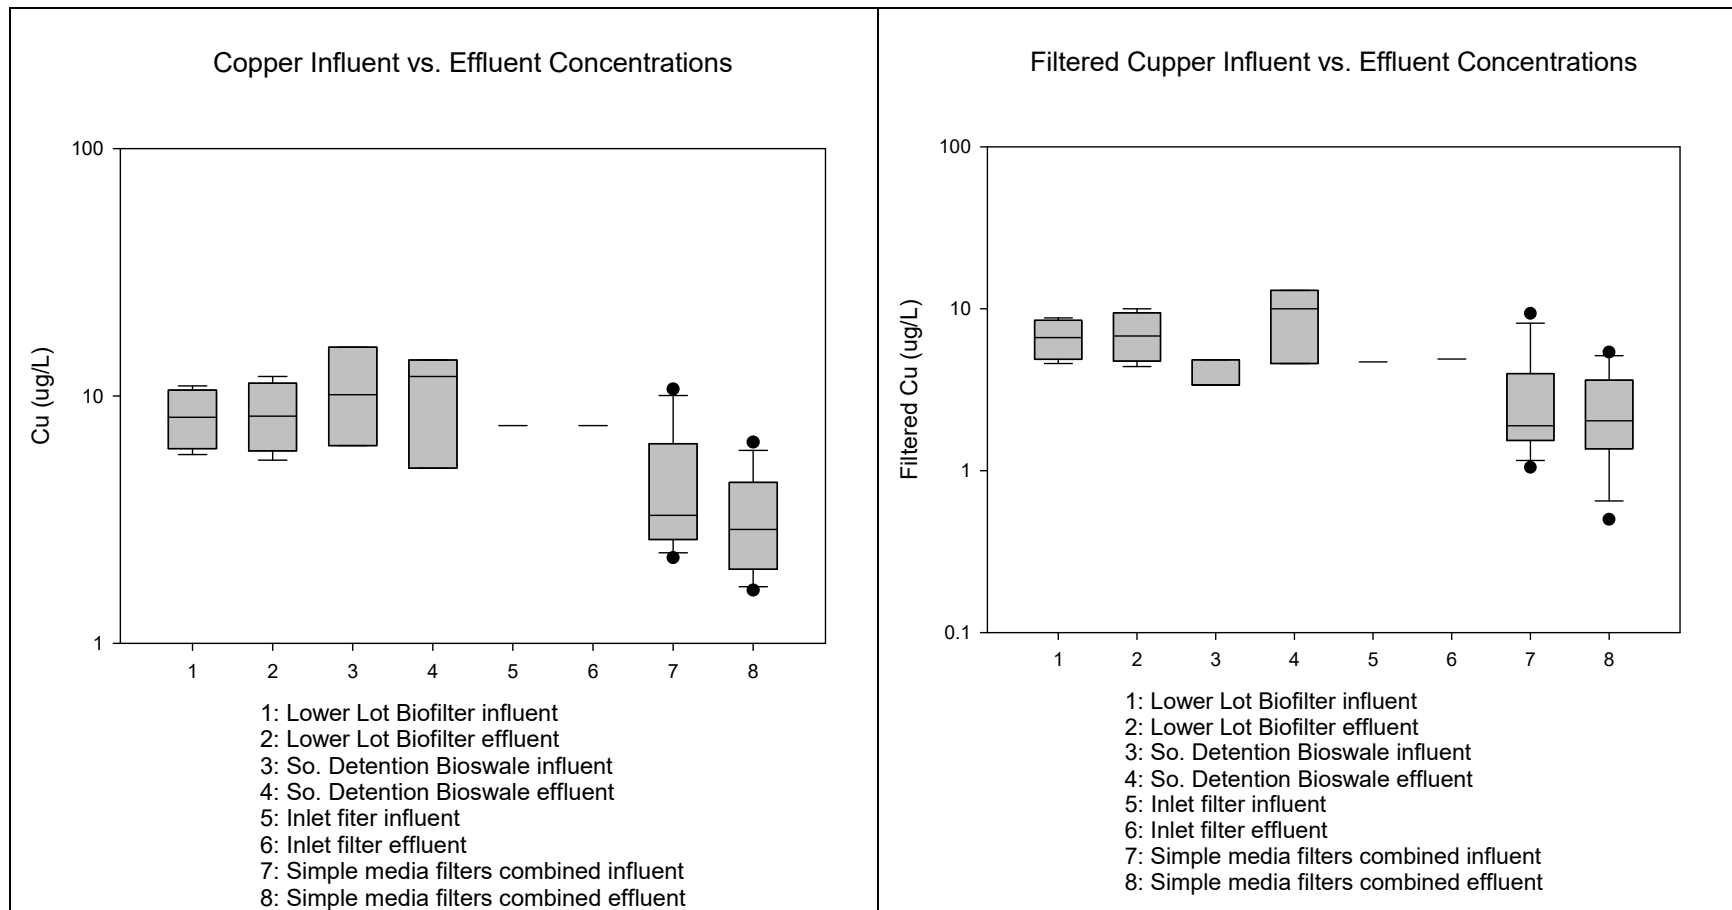 Copper Influent vs. Effluent Concentrations
100
10
1
Cu (ug/L)
1 2 3 4 5 6 7 8
1: Lower Lot Biofilter influent
2: Lower Lot Biofilter effluent
3: So. Detention Bioswale influent
4: So. Detention Bioswale effluent
5: Inlet fiter influent
6: Inlet filter effluent
7: Simple media filters combined influent
8: Simple media filters combined effluent
Filtered Cupper Influent vs. Effluent Concentrations
100
10
1
0.1
Filtered Cu (ug/L)
1 2 3 4 5 6 7 8
1: Lower Lot Biofilter influent
2: Lower Lot Biofilter effluent
3: So. Detention Bioswale influent
4: So. Detention Bioswale effluent
5: Inlet filter influent
6: Inlet filter effluent
7: Simple media filters combined influent
8: Simple media filters combined effluent